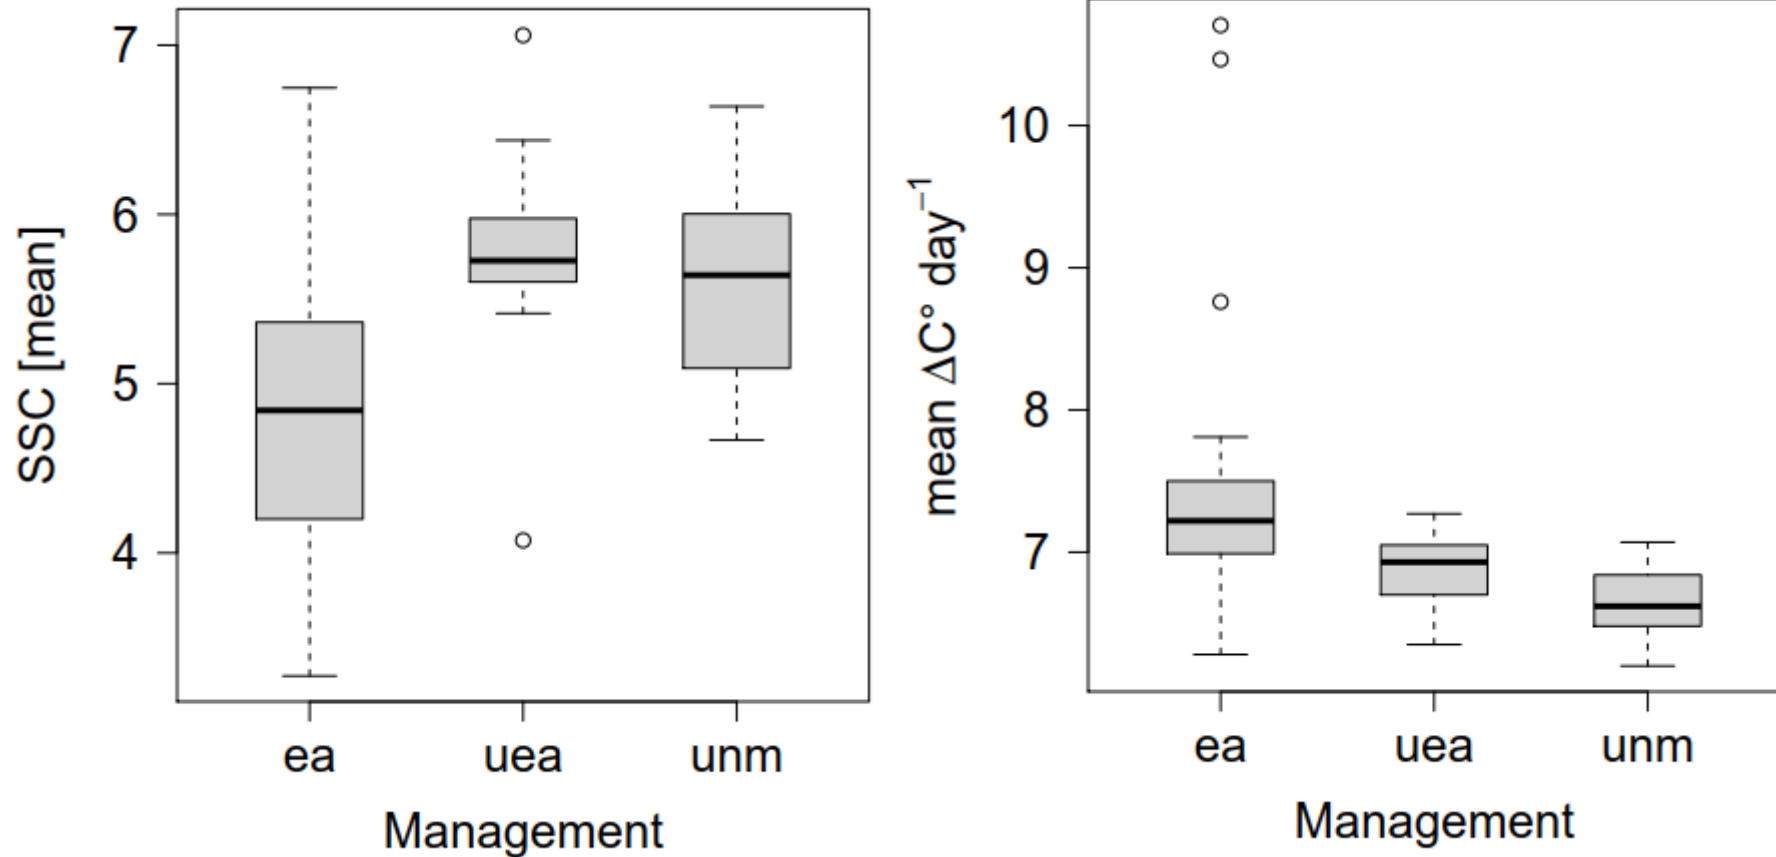 SSC [mean]
7
6
5
4
ea uea unm
Management
mean ΔC° day⁻¹
10
9
8
7
ea uea unm
Management